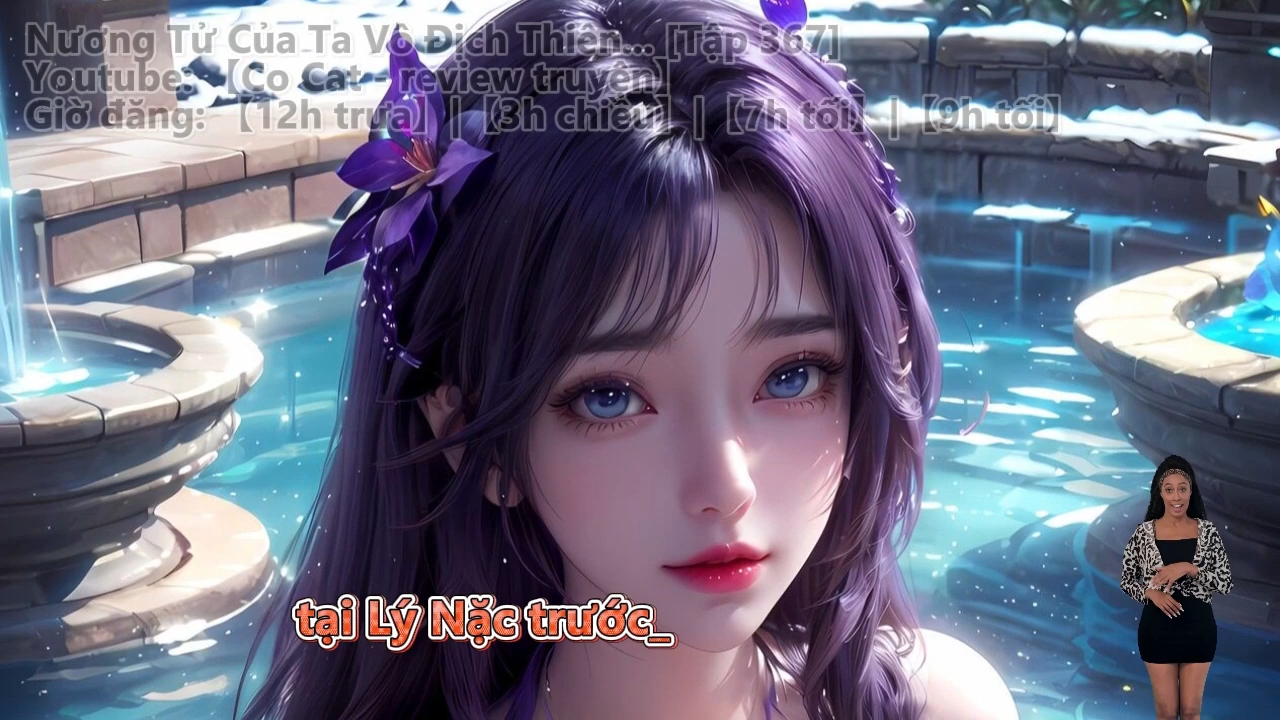 Nương Tử Của Ta Vô Địch Thiên... [Tập 367]
Youtube: [Co Cat - review truyện]
Giờ đăng: [12h trưa] | [3h chiều] | [7h tối] | [9h tối]
tại Lý Nặc trước_